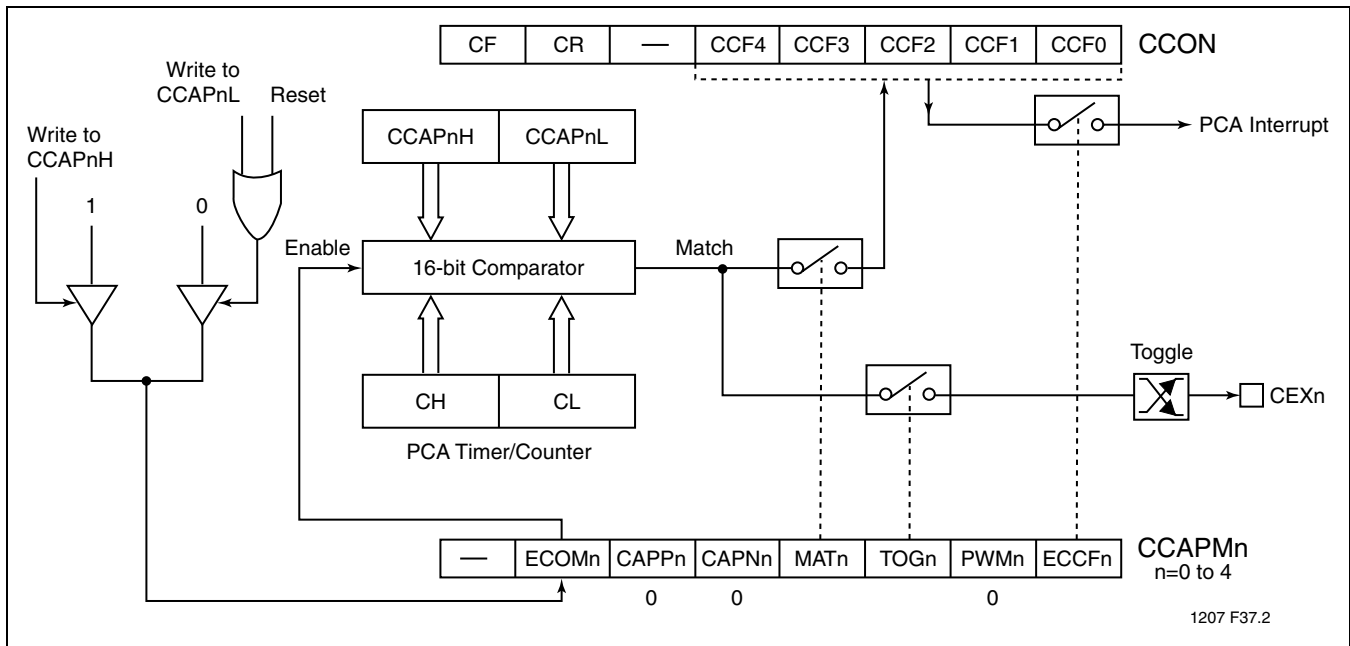 CF CR — CCF4 CCF3 CCF2 CCF1 CCF0 CCON
Write to
CCAPnL
Reset
Write to
CCAPnH
CCAPnH CCAPnL
PCA Interrupt
1
0
Enable
16-bit Comparator
Match
Toggle
CH CL
CEXn
PCA Timer/Counter
— ECOMn CAPPn CAPNn MATn TOGn PWMn ECCFn CCAPMn
n=0 to 4
0 0 0
1207 F37.2